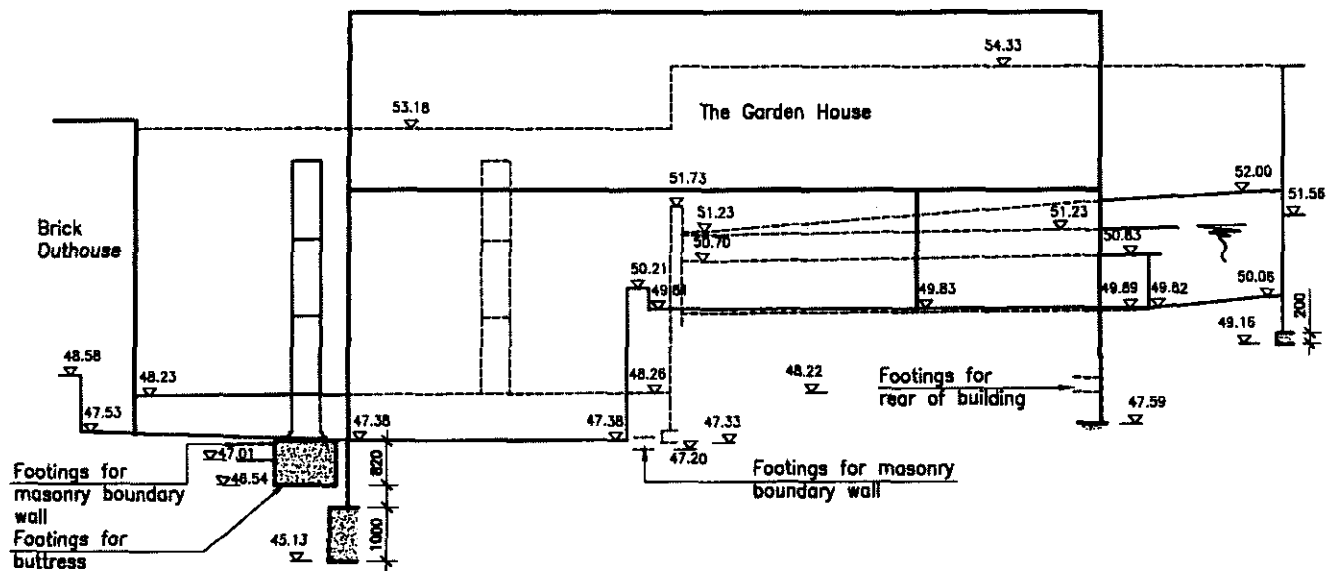 54.33
53.18
The Garden House
51.73
52.00
51.56
51.23
51.23
50.70
50.83
Brick
Outhouse
50.21
49.61
49.83
49.89
49.82
50.06
200
49.16
48.58
48.23
48.26
48.22
Footings for
rear of building
47.59
47.53
47.38
47.38
47.33
47.20
47.01
46.54
820
Footings for
masonry boundary
wall
Footings for masonry
boundary wall
Footings for
buttress
45.13
1000